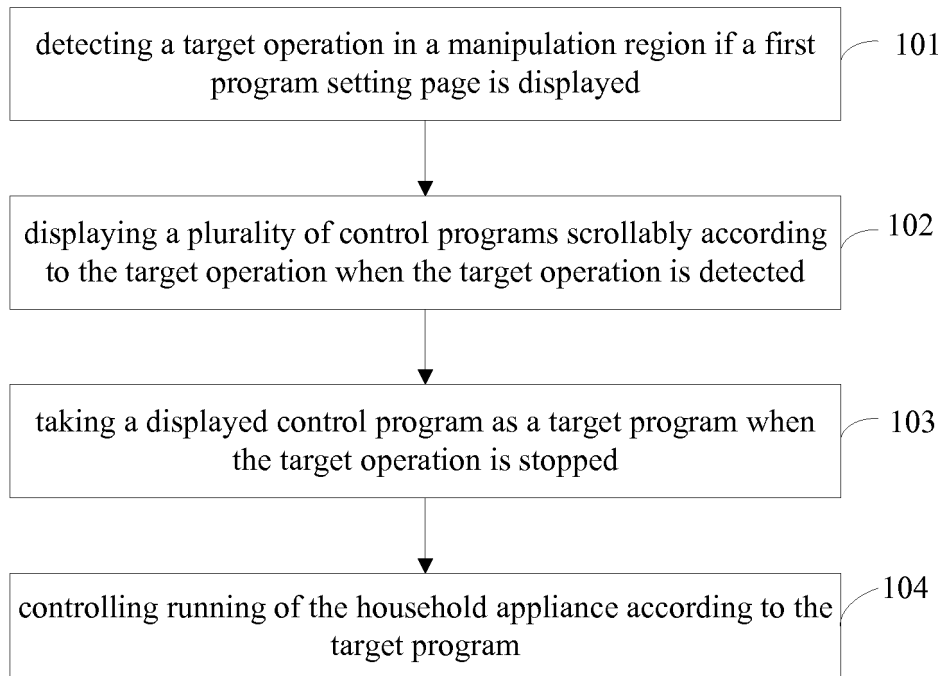 detecting a target operation in a manipulation region if a first
program setting page is displayed
101
displaying a plurality of control programs scrollably according
to the target operation when the target operation is detected
102
taking a displayed control program as a target program when
the target operation is stopped
103
controlling running of the household appliance according to the
target program
104